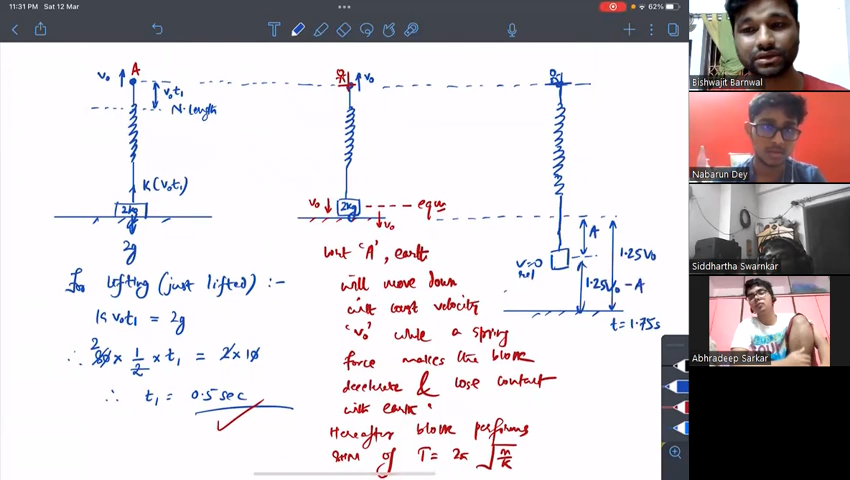 11:31 PM Sat 12 Mar
62%
v₀ A
v₀t₁
N. length
K(v₀t₁)
2kg
2g
For lifting (just lifted) :-
K v₀t₁ = 2g
∴ 20 × 1/2 × t₁ = 2 × 10
2
∴ t₁ = 0.5 sec
v₀
v₀ 2kg equn
v₀
wrt 'A', earth
will move down
with const velocity
'v₀' while a spring
force makes the block
decelerate & lose contact
with earth.
Hereafter block performs
SHM of T = 2π √m/K
A
1.25v₀
v=0
1.25v₀ - A
t = 1.75s
Bishwajit Barnwal
Nabarun Dey
Siddhartha Swarnkar
Abhradeep Sarkar